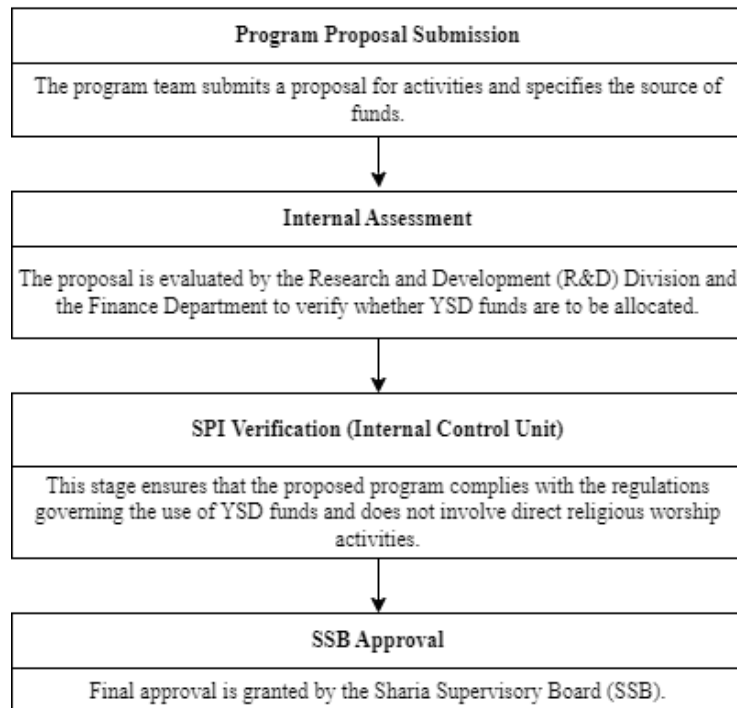 Program Proposal Submission
The program team submits a proposal for activities and specifies the source of
funds.
Internal Assessment
The proposal is evaluated by the Research and Development (R&D) Division and
the Finance Department to verify whether YSD funds are to be allocated.
SPI Verification (Internal Control Unit)
This stage ensures that the proposed program complies with the regulations
governing the use of YSD funds and does not involve direct religious worship
activities.
SSB Approval
Final approval is granted by the Sharia Supervisory Board (SSB).